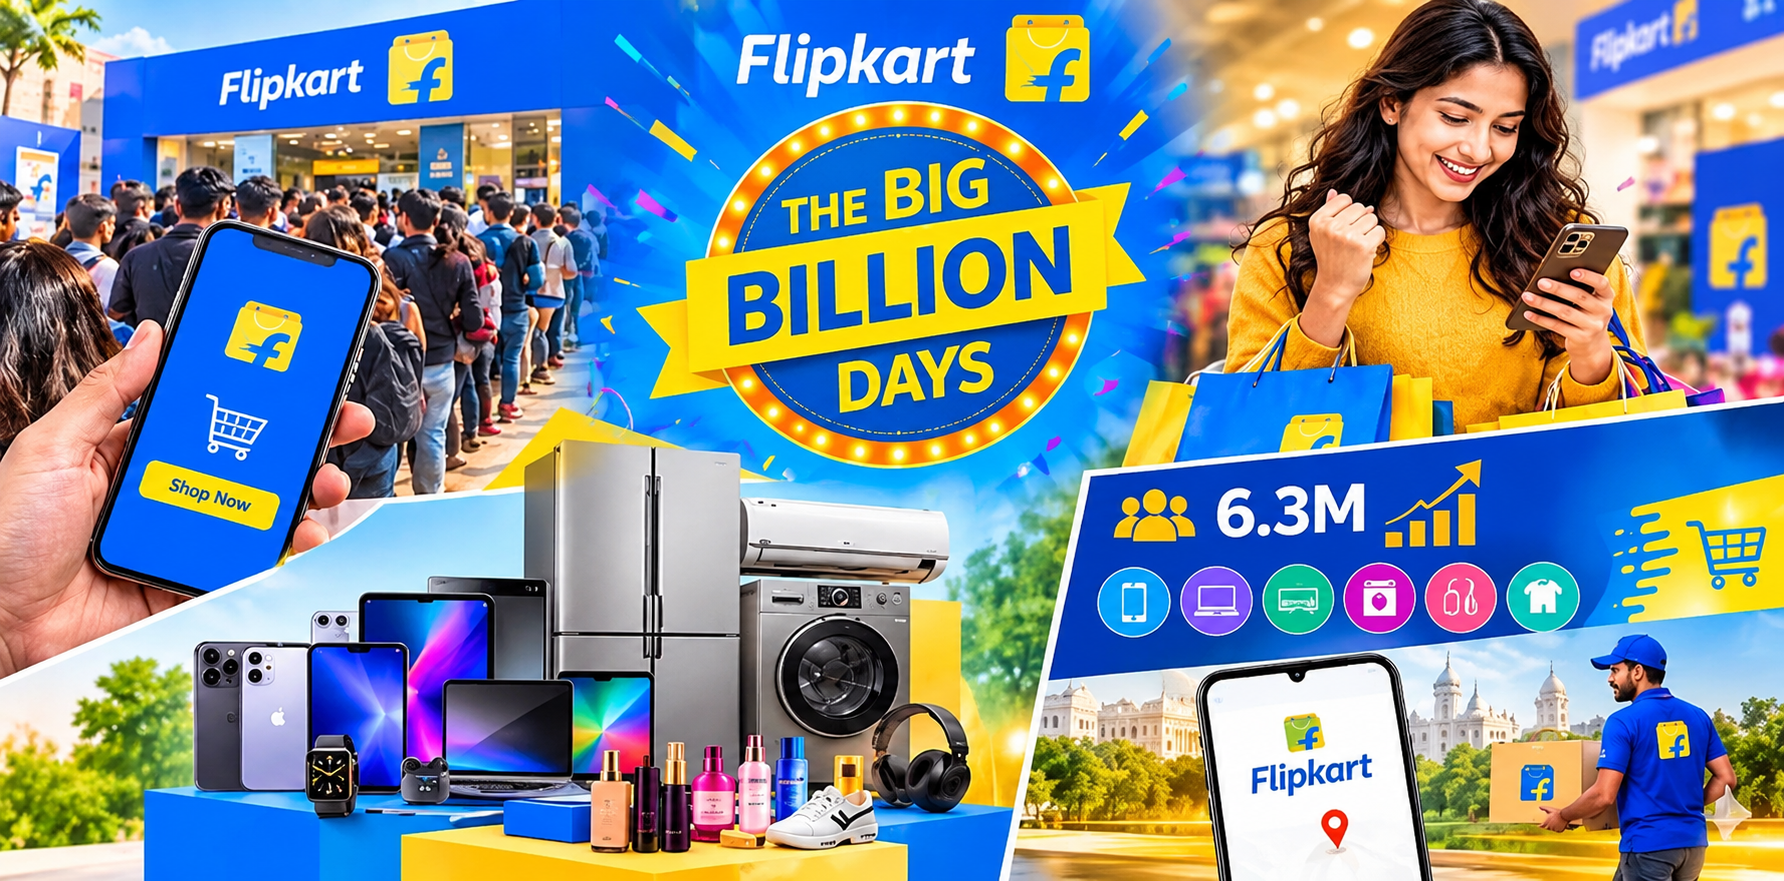 Flipkart
Shop Now
Flipkart
THE BIG
BILLION
DAYS
Flipkart
6.3M
Flipkart